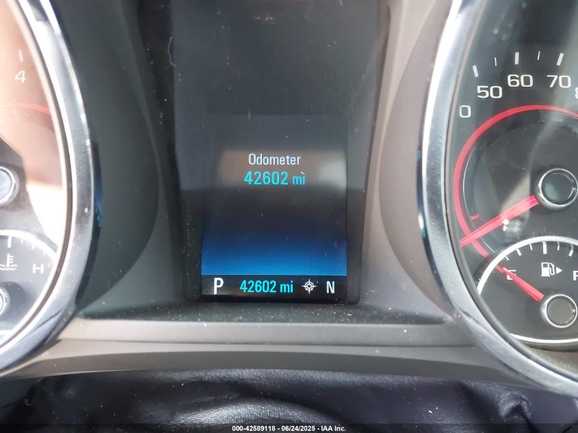 4
H
Odometer
42602 mi
P 42602 mi N
0 50 60 70
E
000-42589118 - 06/24/2025 - IAA Inc.